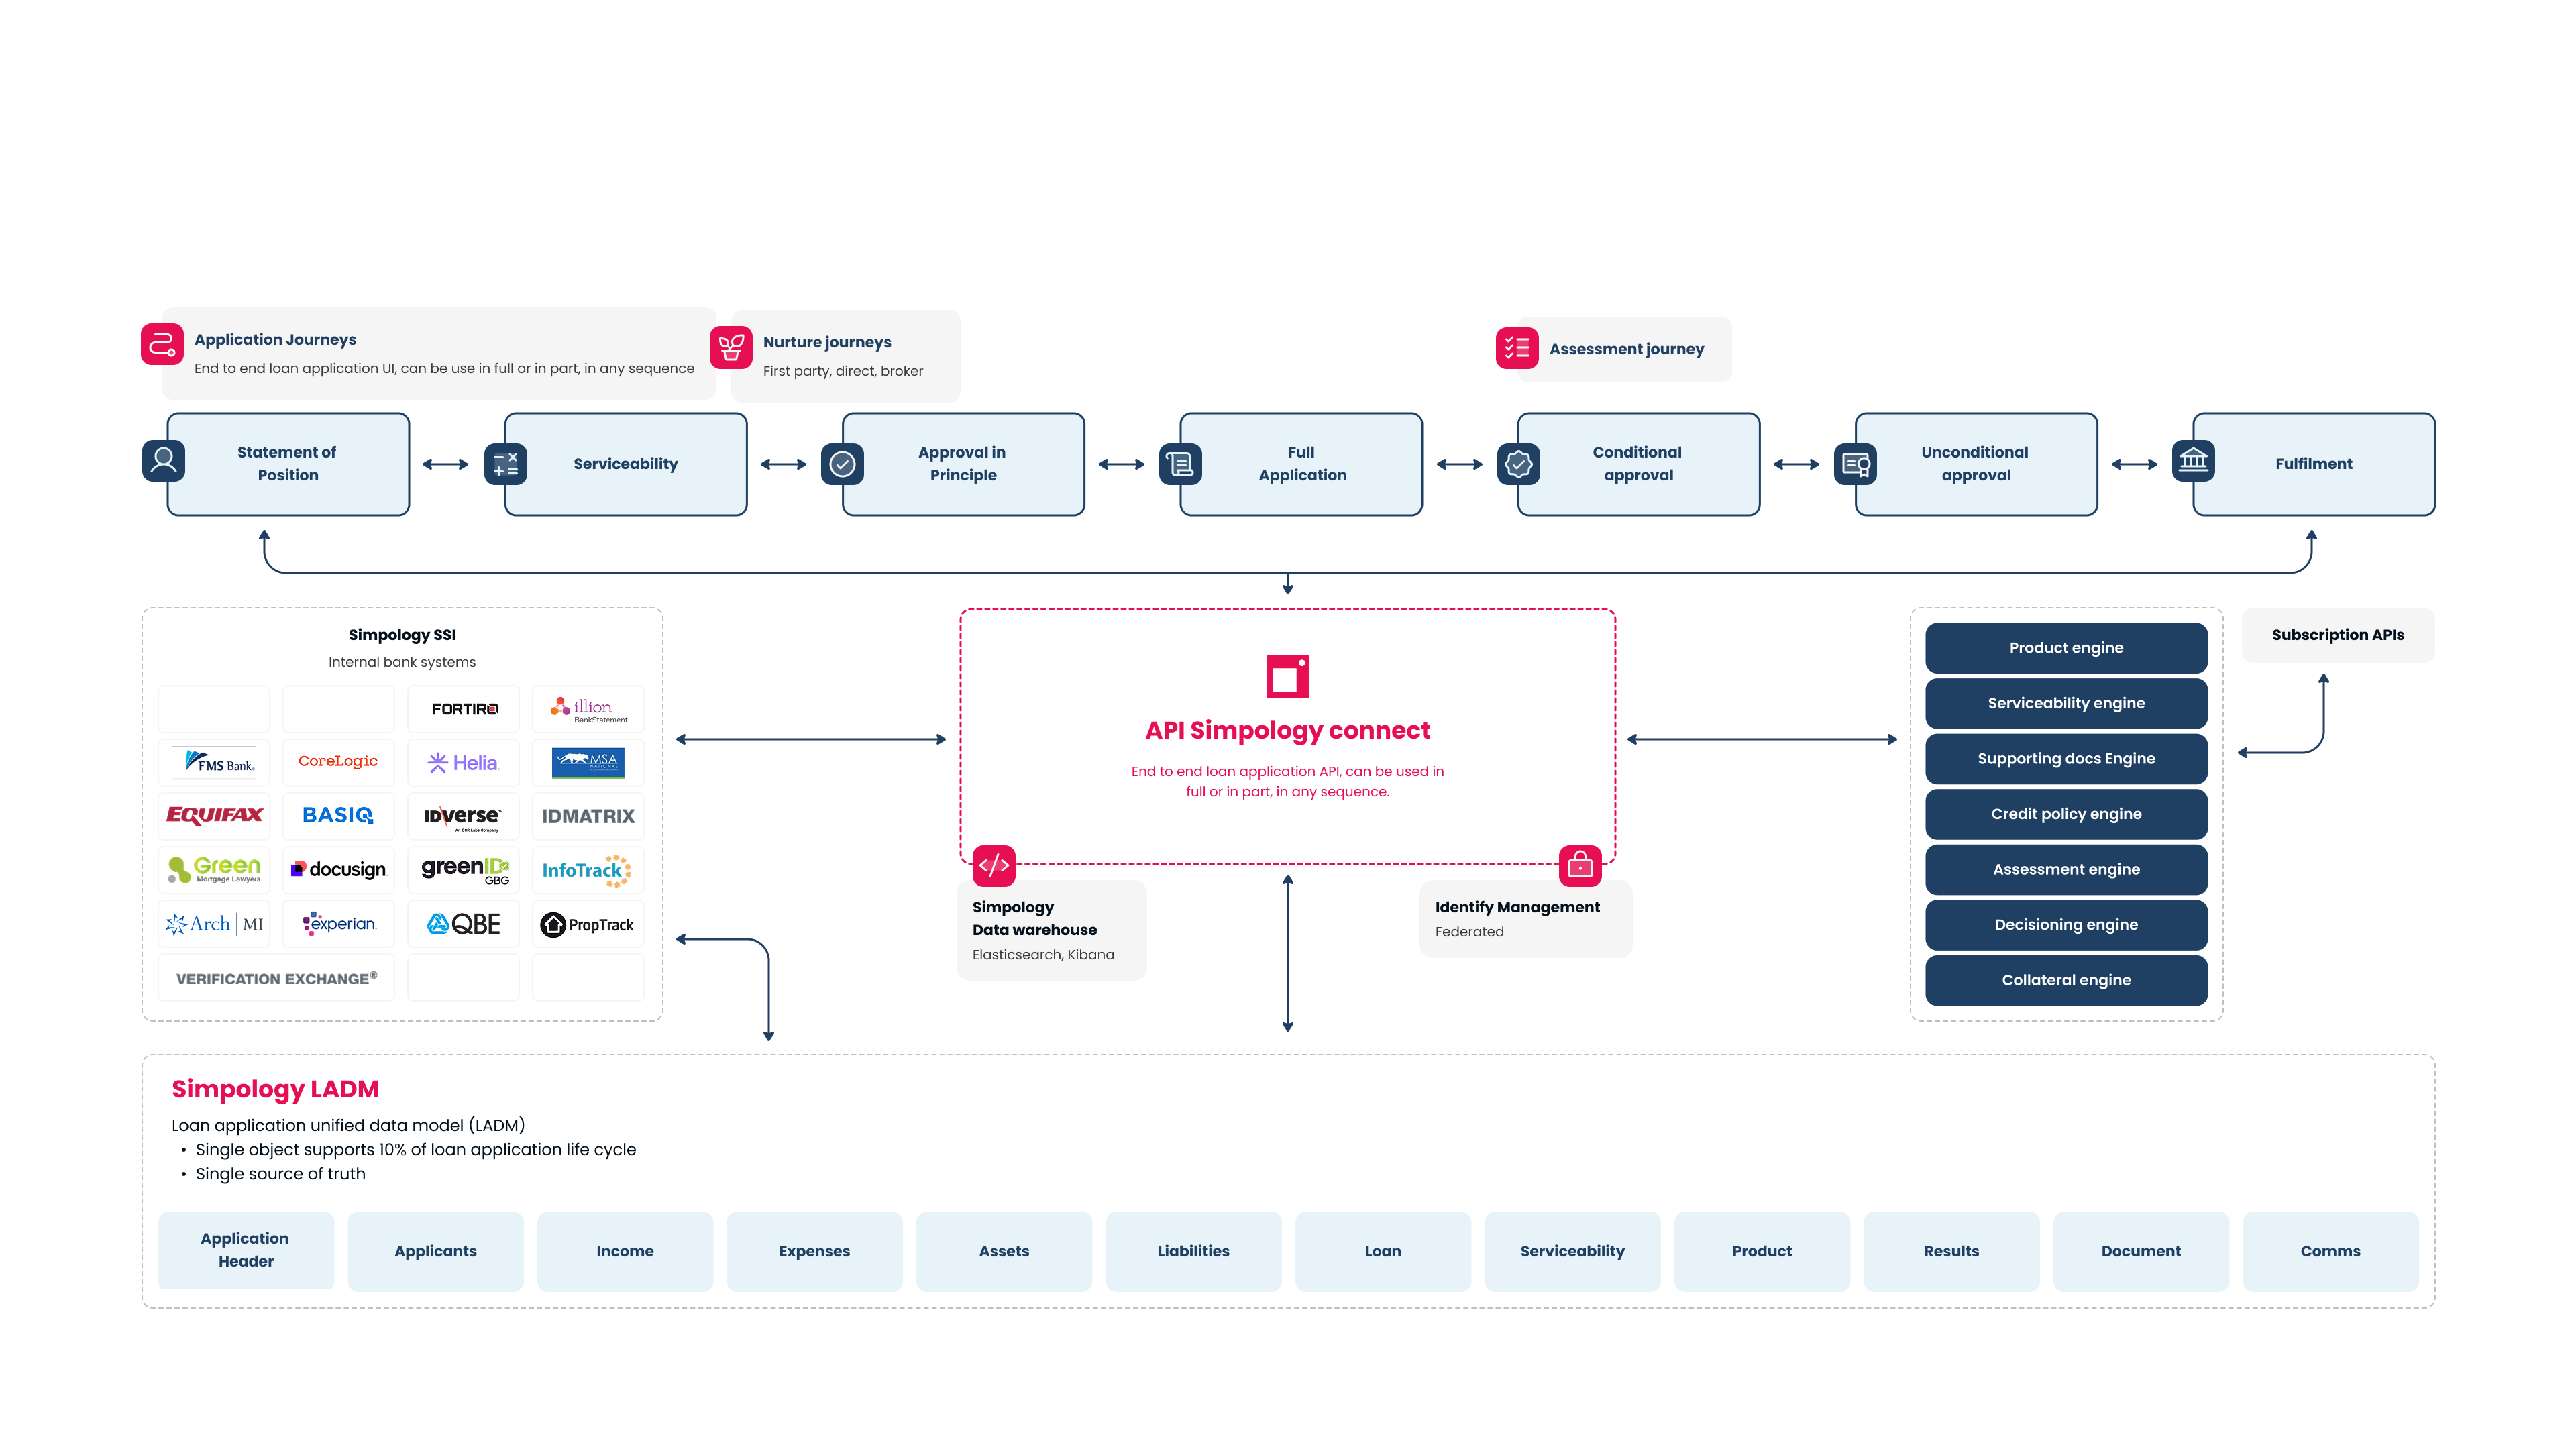 Application Journeys
End to end loan application UI, can be use in full or in part, in any sequence
Nurture journeys
First party, direct, broker
Assessment journey
Statement of
Position
Serviceability
Approval in
Principle
Full
Application
Conditional
approval
Unconditional
approval
Fulfilment
Simpology SSI
Internal bank systems
FORTIRO
illion
BankStatement
FMS Bank
CoreLogic
Helia
MSA
NATIONAL
EQUIFAX
BASIQ
IDVerse™
An OCR Labs Company
IDMATRIX
Green
Mortgage Lawyers
docusign
greenID
GBG
InfoTrack
Arch | MI
experian
QBE
PropTrack
VERIFICATION EXCHANGE®
API Simpology connect
End to end loan application API, can be used in
full or in part, in any sequence.
Simpology
Data warehouse
Elasticsearch, Kibana
Identify Management
Federated
Product engine
Serviceability engine
Supporting docs Engine
Credit policy engine
Assessment engine
Decisioning engine
Collateral engine
Subscription APIs
Simpology LADM
Loan application unified data model (LADM)
• Single object supports 10% of loan application life cycle
• Single source of truth
Application
Header
Applicants
Income
Expenses
Assets
Liabilities
Loan
Serviceability
Product
Results
Document
Comms